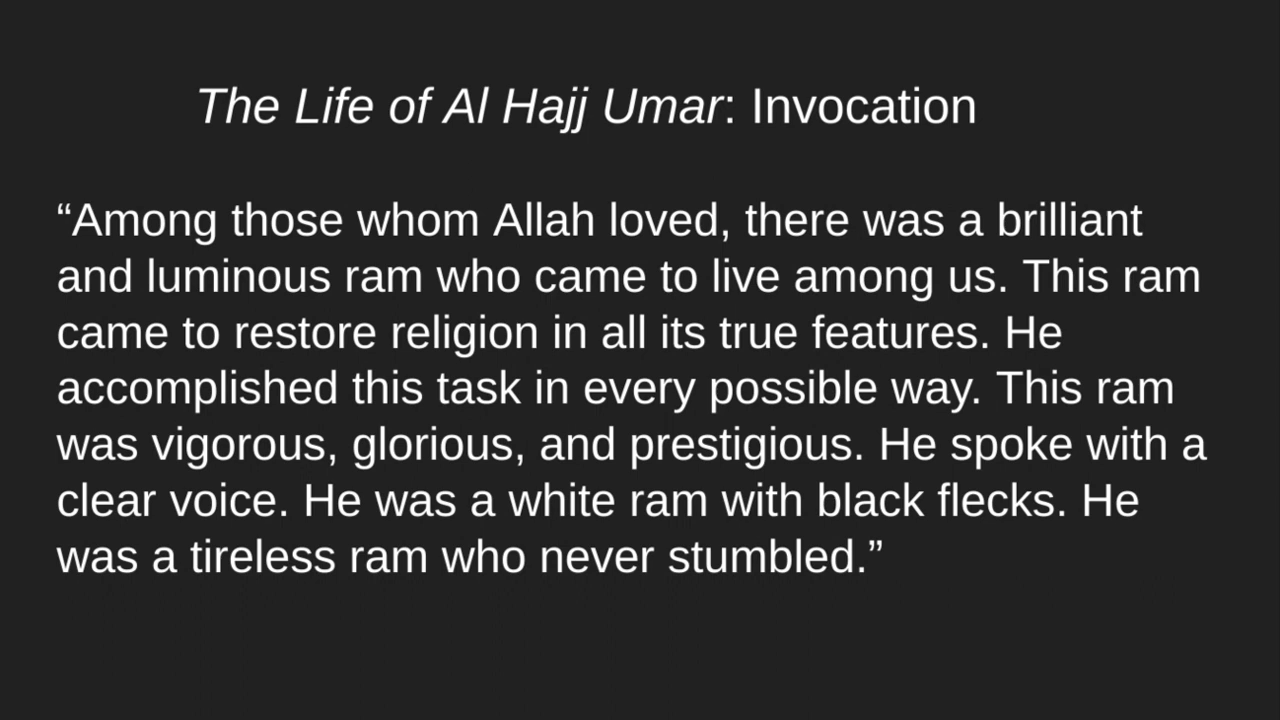 The Life of Al Hajj Umar: Invocation
“Among those whom Allah loved, there was a brilliant
and luminous ram who came to live among us. This ram
came to restore religion in all its true features. He
accomplished this task in every possible way. This ram
was vigorous, glorious, and prestigious. He spoke with a
clear voice. He was a white ram with black flecks. He
was a tireless ram who never stumbled.”